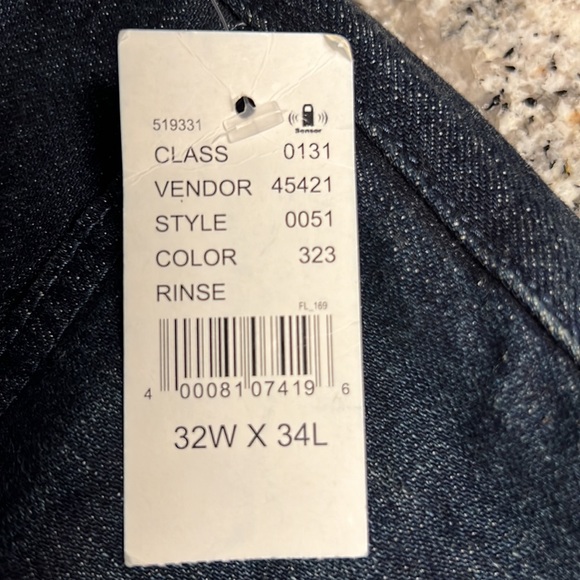 519331
Sensor
CLASS 0131
VENDOR 45421
STYLE 0051
COLOR 323
RINSE
FL_169
4 00081 07419 6
32W X 34L